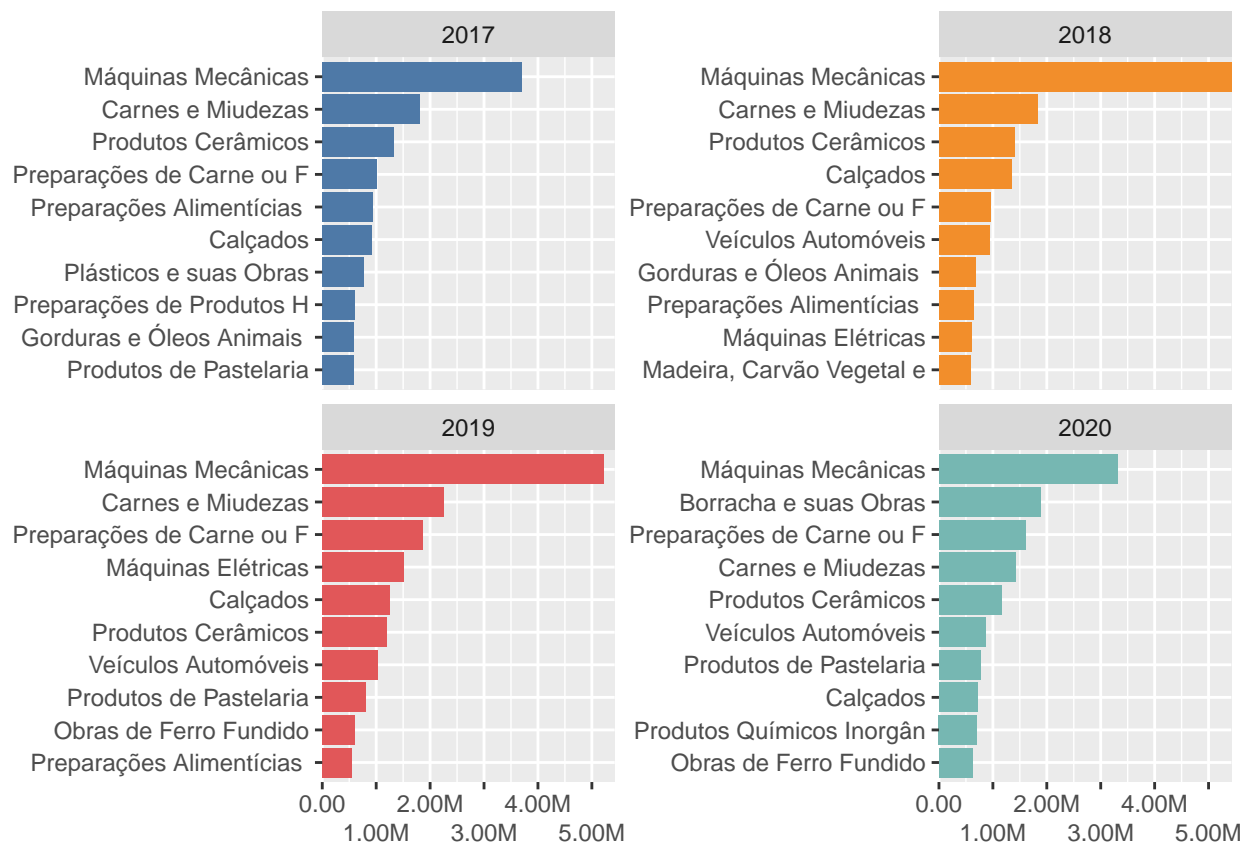 2017
Máquinas Mecânicas
Carnes e Miudezas
Produtos Cerâmicos
Preparações de Carne ou F
Preparações Alimentícias
Calçados
Plásticos e suas Obras
Preparações de Produtos H
Gorduras e Óleos Animais
Produtos de Pastelaria
2018
Máquinas Mecânicas
Carnes e Miudezas
Produtos Cerâmicos
Calçados
Preparações de Carne ou F
Veículos Automóveis
Gorduras e Óleos Animais
Preparações Alimentícias
Máquinas Elétricas
Madeira, Carvão Vegetal e
2019
Máquinas Mecânicas
Carnes e Miudezas
Preparações de Carne ou F
Máquinas Elétricas
Calçados
Produtos Cerâmicos
Veículos Automóveis
Produtos de Pastelaria
Obras de Ferro Fundido
Preparações Alimentícias
0.00 2.00M 4.00M
1.00M 3.00M 5.00M
2020
Máquinas Mecânicas
Borracha e suas Obras
Preparações de Carne ou F
Carnes e Miudezas
Produtos Cerâmicos
Veículos Automóveis
Produtos de Pastelaria
Calçados
Produtos Químicos Inorgân
Obras de Ferro Fundido
0.00 2.00M 4.00M
1.00M 3.00M 5.00M